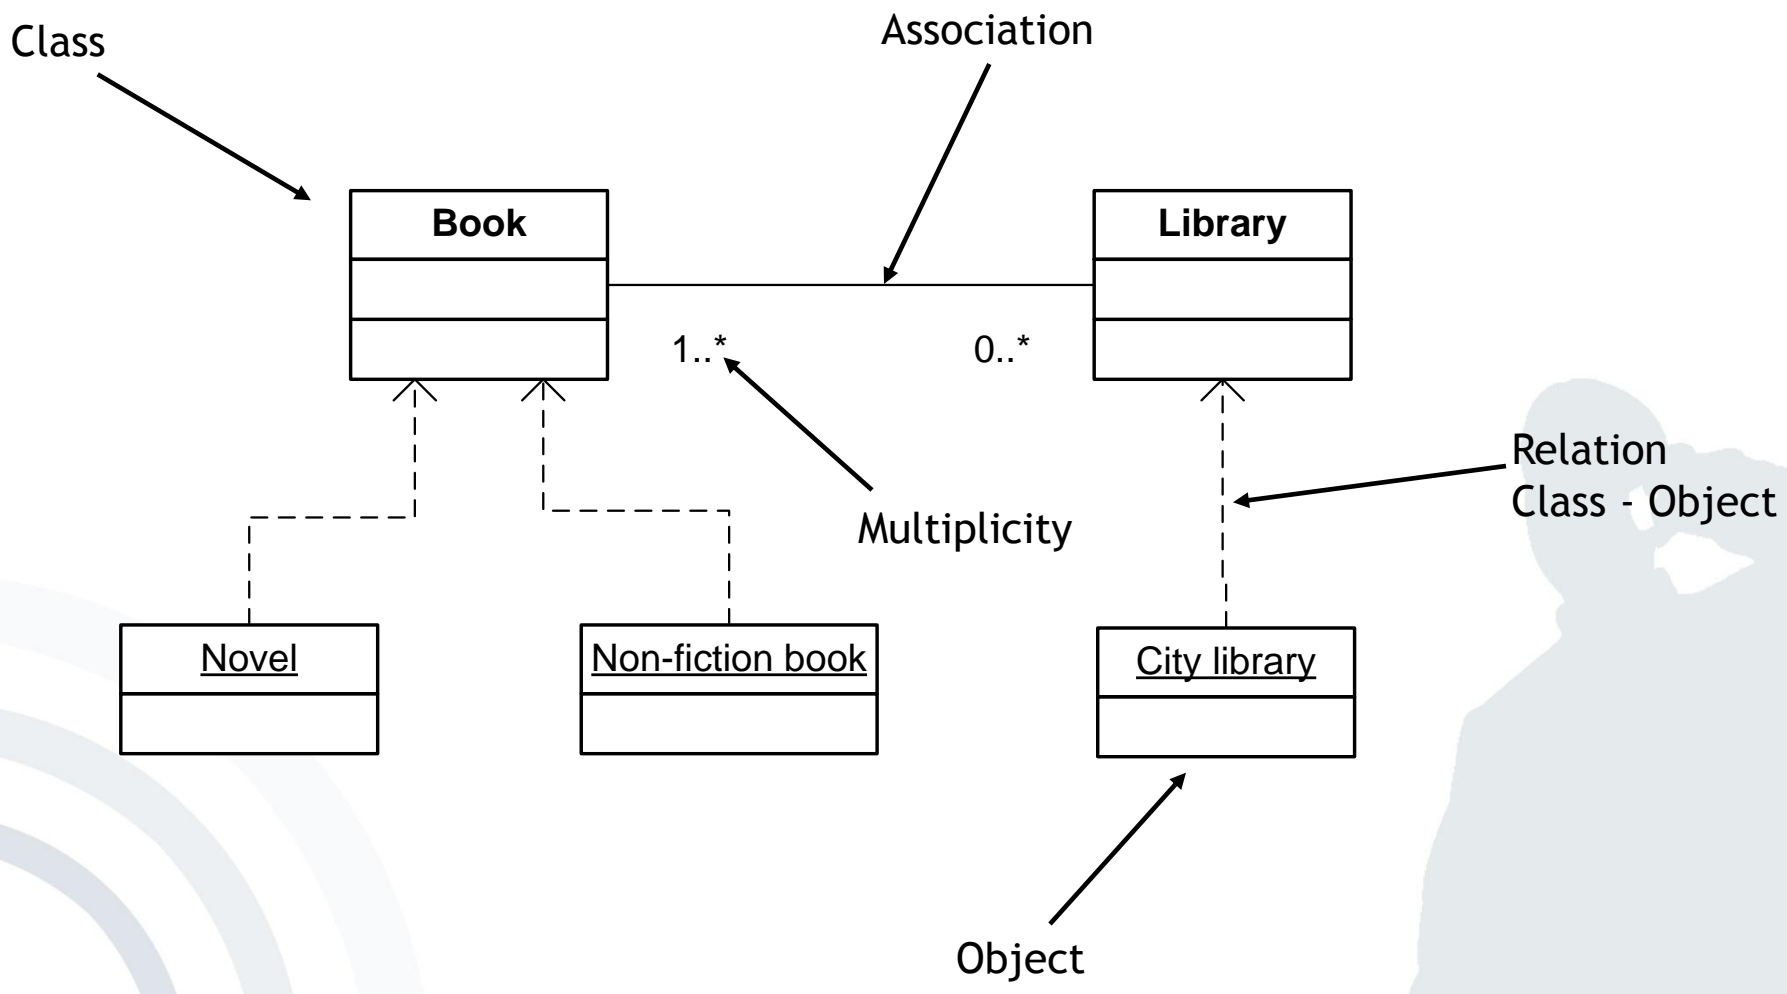 Class
Association
Book
Library
1..*
0..*
Relation
Class - Object
Multiplicity
Novel
Non-fiction book
City library
Object